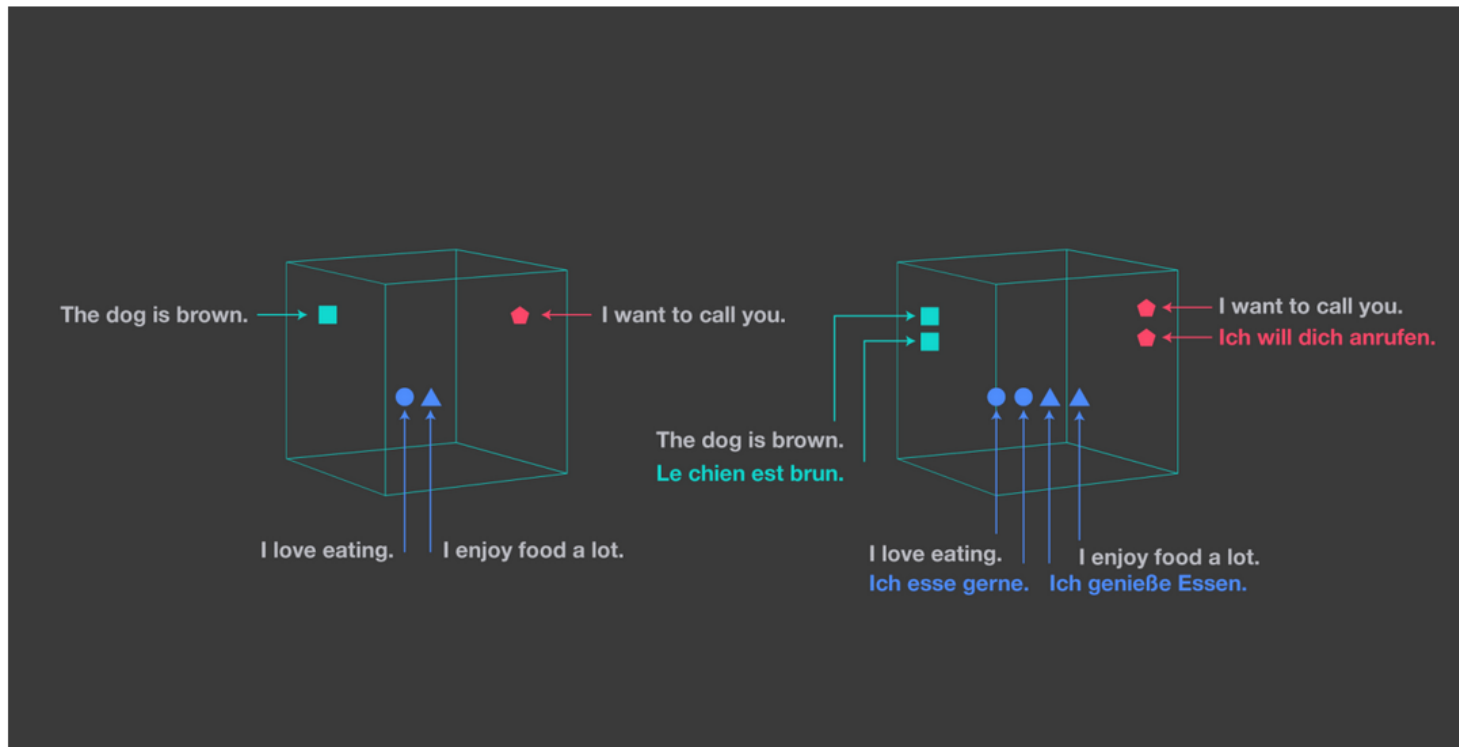 The dog is brown.
I want to call you.
I love eating.
I enjoy food a lot.
I want to call you.
Ich will dich anrufen.
The dog is brown.
Le chien est brun.
I love eating.
I enjoy food a lot.
Ich esse gerne.
Ich genieße Essen.